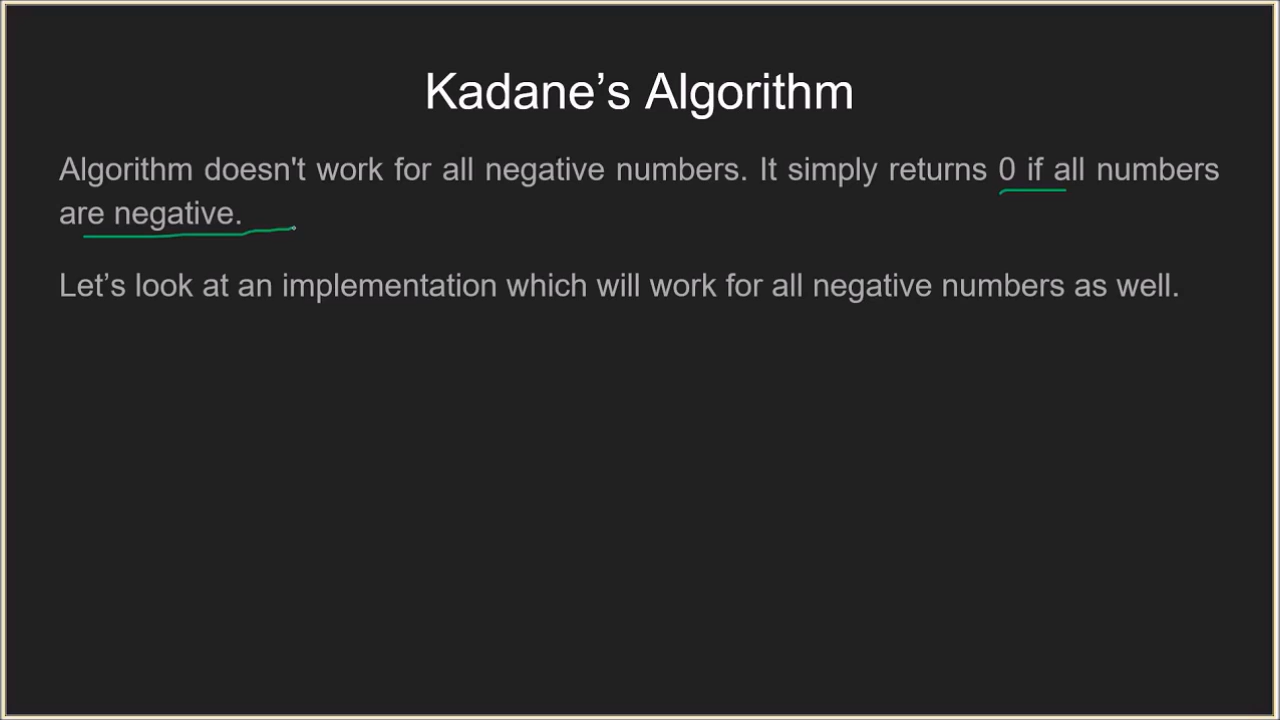 Kadane’s Algorithm
Algorithm doesn't work for all negative numbers. It simply returns 0 if all numbers
are negative.
Let’s look at an implementation which will work for all negative numbers as well.